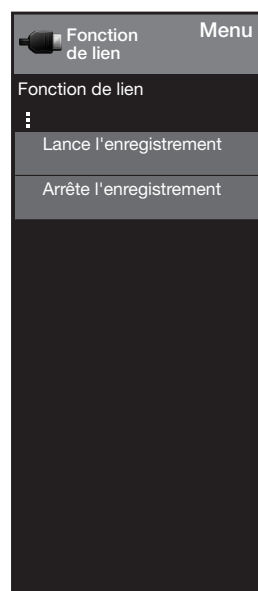 Menu
Fonction
de lien
Fonction de lien
Lance l'enregistrement
Arrête l'enregistrement